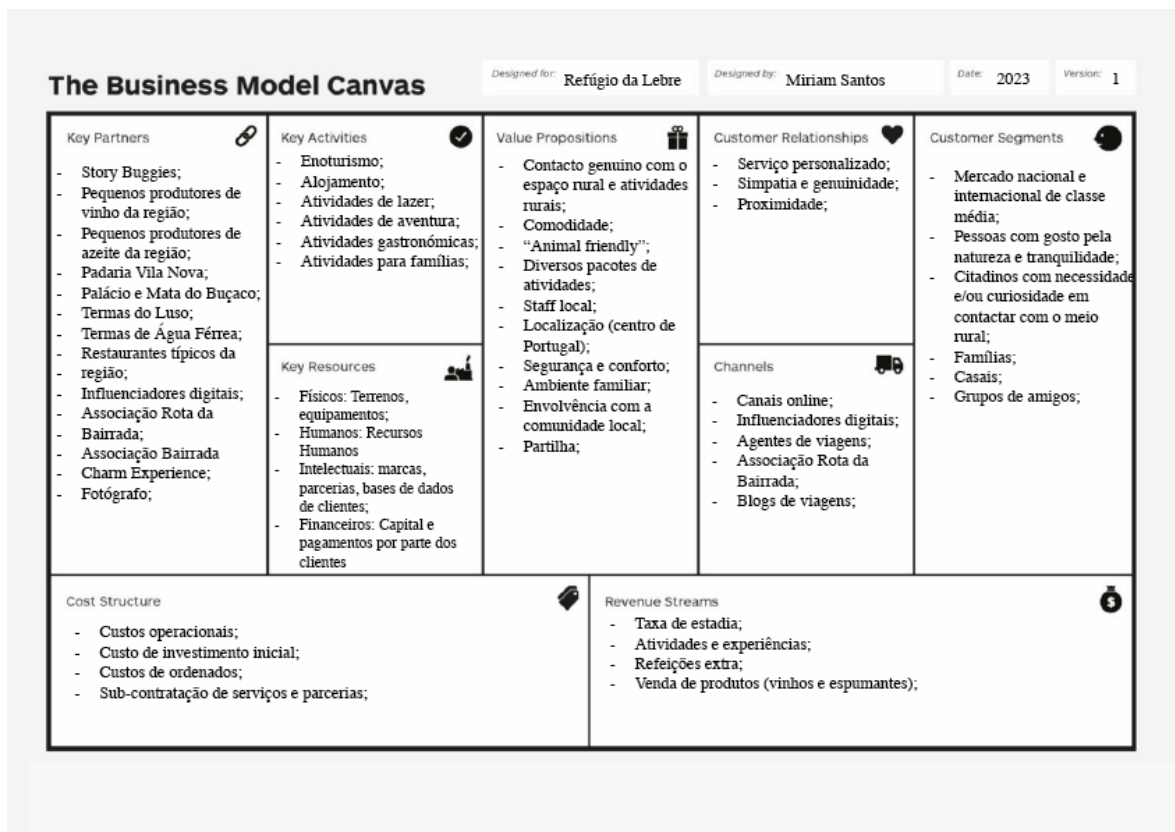 The Business Model Canvas
Designed for: Refúgio da Lebre
Designed by: Miriam Santos
Date: 2023
Version: 1
Key Partners
- Story Buggies;
- Pequenos produtores de
vinho da região;
- Pequenos produtores de
azeite da região;
- Padaria Vila Nova;
- Palácio e Mata do Buçaco;
- Termas do Luso;
- Termas de Água Férrea;
- Restaurantes típicos da
- região;
- Influenciadores digitais;
- Associação Rota da
- Bairrada;
- Associação Bairrada
- Charm Experience;
- Fotógrafo;
Key Activities
- Enoturismo;
- Alojamento;
- Atividades de lazer;
- Atividades de aventura;
- Atividades gastronómicas;
- Atividades para famílias;
Key Resources
- Físicos: Terrenos,
equipamentos;
- Humanos: Recursos
Humanos
- Intelectuais: marcas,
parcerias, bases de dados
de clientes;
- Financeiros: Capital e
pagamentos por parte dos
clientes
Value Propositions
- Contacto genuino com o
espaço rural e atividades
rurais;
- Comodidade;
- “Animal friendly”;
- Diversos pacotes de
atividades;
- Staff local;
- Localização (centro de
Portugal);
- Segurança e conforto;
- Ambiente familiar;
- Envolvência com a
comunidade local;
- Partilha;
Customer Relationships
- Serviço personalizado;
- Simpatia e genuinidade;
- Proximidade;
Channels
- Canais online;
- Influenciadores digitais;
- Agentes de viagens;
- Associação Rota da
Bairrada;
- Blogs de viagens;
Customer Segments
- Mercado nacional e
internacional de classe
média;
- Pessoas com gosto pela
natureza e tranquilidade;
- Citadinos com necessidade
e/ou curiosidade em
contactar com o meio
rural;
- Famílias;
- Casais;
- Grupos de amigos;
Cost Structure
- Custos operacionais;
- Custo de investimento inicial;
- Custos de ordenados;
- Sub-contratação de serviços e parcerias;
Revenue Streams
- Taxa de estadia;
- Atividades e experiências;
- Refeições extra;
- Venda de produtos (vinhos e espumantes);